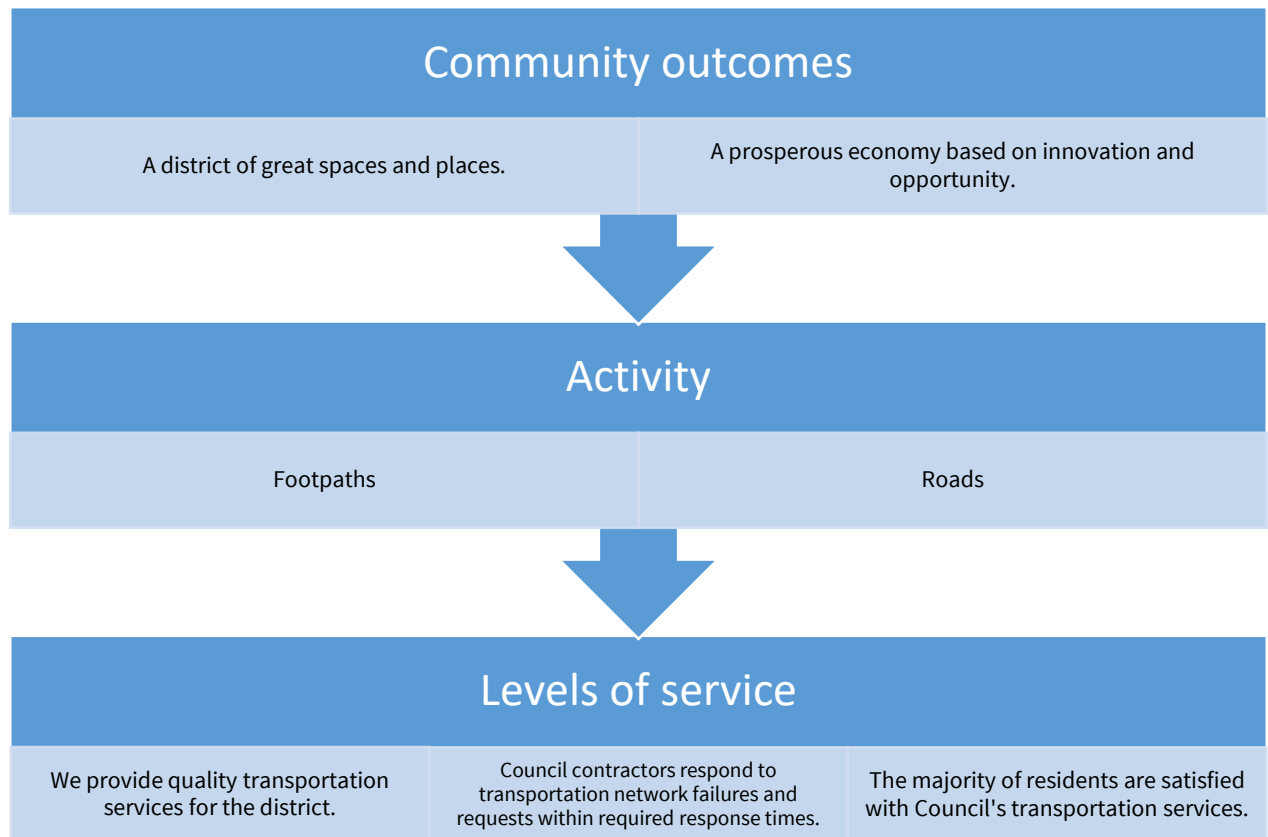 Community outcomes
A district of great spaces and places.
A prosperous economy based on innovation and
opportunity.
Activity
Footpaths
Roads
Levels of service
We provide quality transportation
services for the district.
Council contractors respond to
transportation network failures and
requests within required response times.
The majority of residents are satisfied
with Council's transportation services.